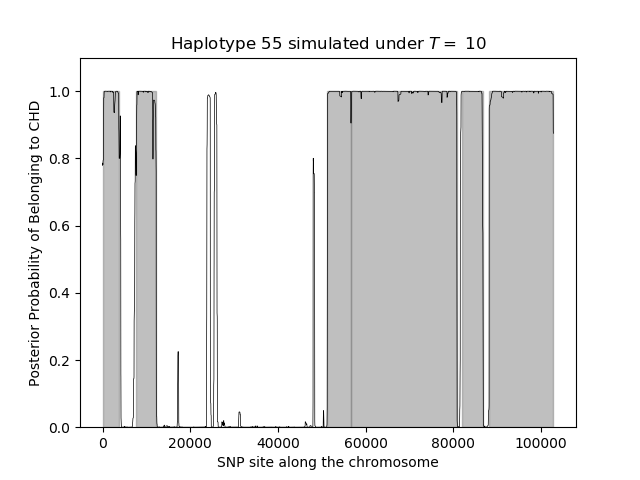 Haplotype 55 simulated under T = 10
Posterior Probability of Belonging to CHD
1.0
0.8
0.6
0.4
0.2
0.0
0 20000 40000 60000 80000 100000
SNP site along the chromosome